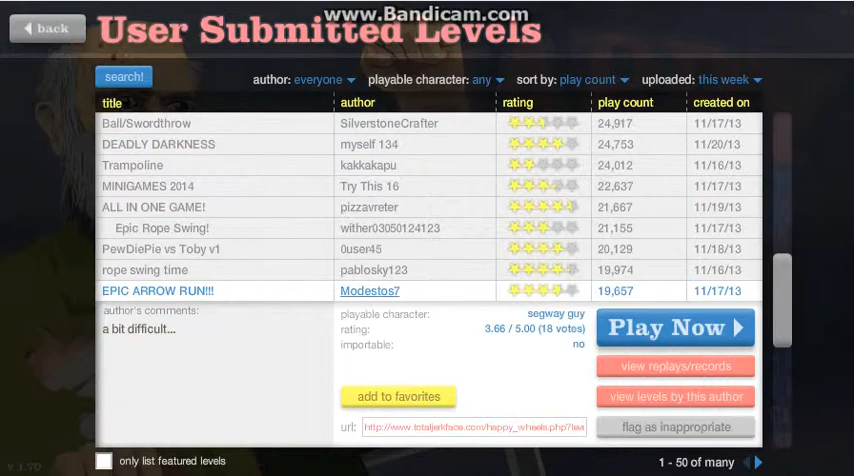 www.Bandicam.com
back
User Submitted Levels
search!
author: everyone playable character: any sort by: play count uploaded: this week
title author rating play count created on
Ball/Swordthrow SilverstoneCrafter 24,917 11/17/13
DEADLY DARKNESS myself 134 24,753 11/20/13
Trampoline kakkakapu 24,012 11/16/13
MINIGAMES 2014 Try This 16 22,637 11/17/13
ALL IN ONE GAME! pizzavreter 21,667 11/19/13
Epic Rope Swing! wither03050124123 21,155 11/17/13
PewDiePie vs Toby v1 0user45 20,129 11/18/13
rope swing time pablosky123 19,974 11/16/13
EPIC ARROW RUN!!! Modestos7 19,657 11/17/13
author's comments:
a bit difficult...
playable character: segway guy
rating: 3.66 / 5.00 (18 votes)
importable: no
add to favorites
url: http://www.totaljerkface.com/happy_wheels.php?leve
Play Now
view replays/records
view levels by this author
flag as inappropriate
only list featured levels
1 - 50 of many
v 1.70